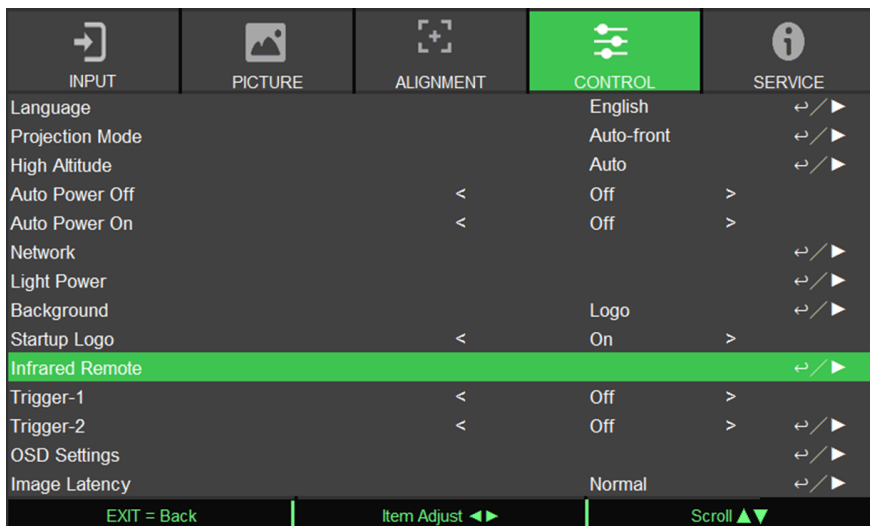 INPUT PICTURE ALIGNMENT CONTROL SERVICE
Language English ↩/▶
Projection Mode Auto-front ↩/▶
High Altitude Auto ↩/▶
Auto Power Off < Off >
Auto Power On < Off >
Network ↩/▶
Light Power ↩/▶
Background Logo ↩/▶
Startup Logo < On >
Infrared Remote ↩/▶
Trigger-1 < Off >
Trigger-2 < Off > ↩/▶
OSD Settings ↩/▶
Image Latency Normal ↩/▶
EXIT = Back Item Adjust ◀▶ Scroll ▲▼